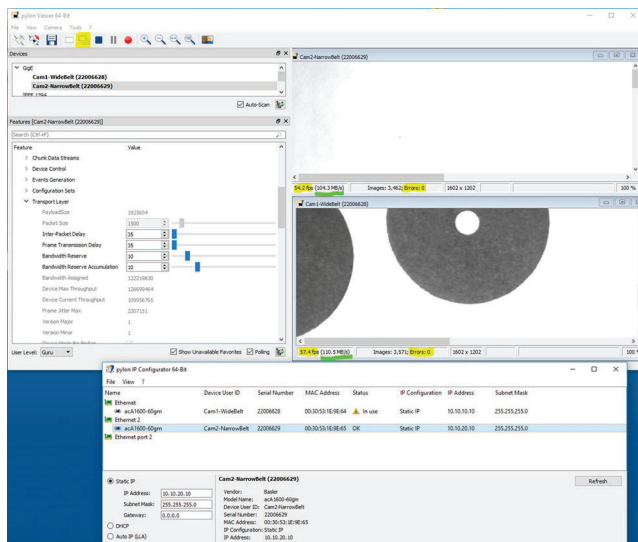 pylon Viewer 64-Bit
File View Camera Tools ?
Devices
GigE
Cam1-WideBelt (22006628)
Cam2-NarrowBelt (22006629)
IEEE 1394
Auto-Scan
Features [Cam2-NarrowBelt (22006629)]
Search (Ctrl+F)
Feature Value
Chunk Data Streams
Device Control
Events Generation
Configuration Sets
Transport Layer
PayloadSize 1925604
Packet Size 1500
Inter-Packet Delay 35
Frame Transmission Delay 35
Bandwidth Reserve 10
Bandwidth Reserve Accumulation 10
Bandwidth Assigned 122219830
Device Max Throughput 126699464
Device Current Throughput 109956765
Frame Jitter Max 2307151
Version Major 1
Version Minor 1
User Level: Guru Show Unavailable Favorites Polling
Cam2-NarrowBelt (22006629)
54.2 fps (104.3 MB/s) Images: 3,462; Errors: 0 1602 x 1202 100 %
Cam1-WideBelt (22006628)
57.4 fps (110.5 MB/s) Images: 3,571; Errors: 0 1602 x 1202 100
pylon IP Configurator 64-Bit
File View ?
Name Device User ID Serial Number MAC Address Status IP Configuration IP Address Subnet Mask
Ethernet
acA1600-60gm Cam1-WideBelt 22006628 00:30:53:1E:9E:64 In use Static IP 10.10.10.10 255.255.255.0
Ethernet 2
acA1600-60gm Cam2-NarrowBelt 22006629 00:30:53:1E:9E:65 OK Static IP 10.10.20.10 255.255.255.0
Ethernet port 2
Static IP
IP Address: 10.10.20.10
Subnet Mask: 255.255.255.0
Gateway: 0.0.0.0
DHCP
Auto IP (LLA)
Cam2-NarrowBelt (22006629)
Vendor: Basler
Model Name: acA1600-60gm
Device User ID: Cam2-NarrowBelt
Serial Number: 22006629
MAC Address: 00:30:53:1E:9E:65
IP Configuration: Static IP
IP Address: 10.10.20.10
Refresh